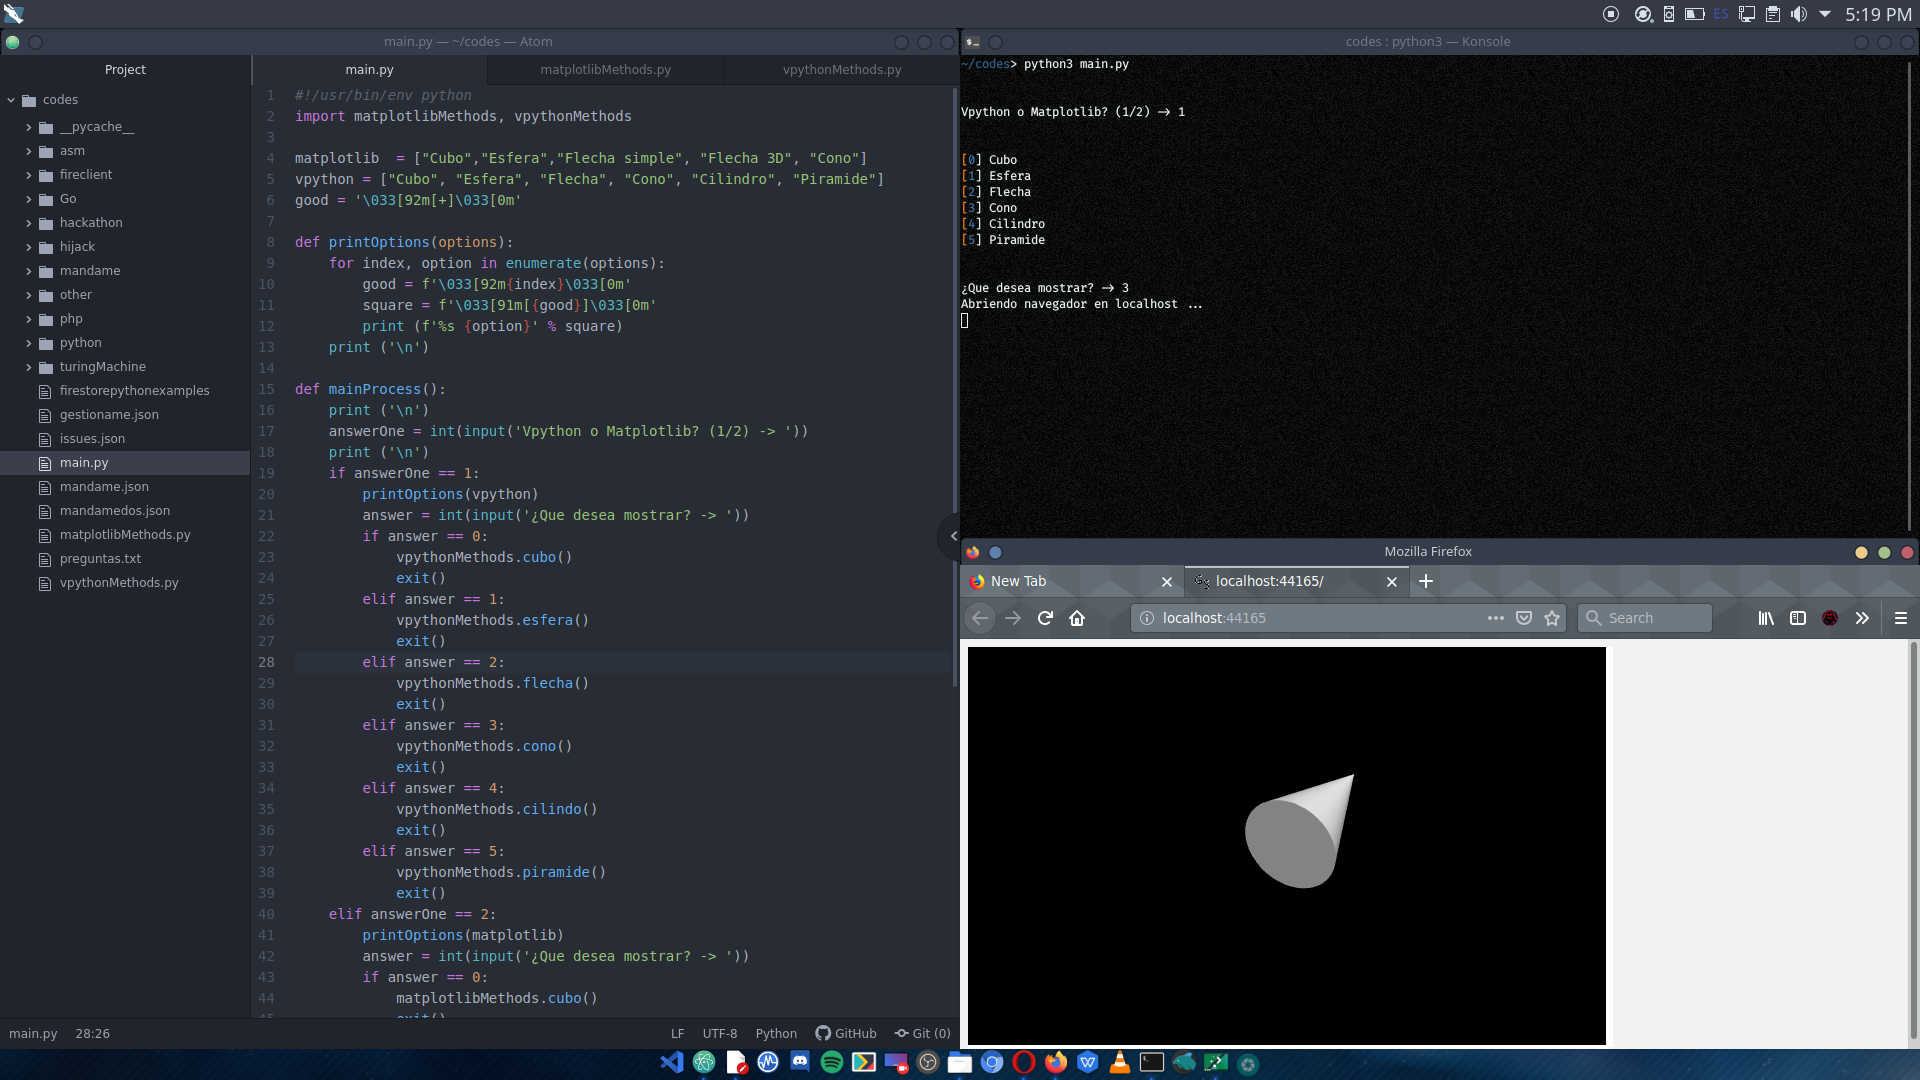 ES
5:19 PM
main.py — ~/codes — Atom
Project
main.py
matplotlibMethods.py
vpythonMethods.py
codes
__pycache__
asm
fireclient
Go
hackathon
hijack
mandame
other
php
python
turingMachine
firestorepythonexamples
gestioname.json
issues.json
main.py
mandame.json
mandamedos.json
matplotlibMethods.py
preguntas.txt
vpythonMethods.py
1 #!/usr/bin/env python
2 import matplotlibMethods, vpythonMethods
3
4 matplotlib  = ["Cubo","Esfera","Flecha simple", "Flecha 3D", "Cono"]
5 vpython = ["Cubo", "Esfera", "Flecha", "Cono", "Cilindro", "Piramide"]
6 good = '\033[92m[+]\033[0m'
7
8 def printOptions(options):
9     for index, option in enumerate(options):
10         good = f'\033[92m{index}\033[0m'
11         square = f'\033[91m[{good}]\033[0m'
12         print (f'%s {option}' % square)
13     print ('\n')
14
15 def mainProcess():
16     print ('\n')
17     answerOne = int(input('Vpython o Matplotlib? (1/2) -> '))
18     print ('\n')
19     if answerOne == 1:
20         printOptions(vpython)
21         answer = int(input('¿Que desea mostrar? -> '))
22         if answer == 0:
23             vpythonMethods.cubo()
24             exit()
25         elif answer == 1:
26             vpythonMethods.esfera()
27             exit()
28         elif answer == 2:
29             vpythonMethods.flecha()
30             exit()
31         elif answer == 3:
32             vpythonMethods.cono()
33             exit()
34         elif answer == 4:
35             vpythonMethods.cilindo()
36             exit()
37         elif answer == 5:
38             vpythonMethods.piramide()
39             exit()
40     elif answerOne == 2:
41         printOptions(matplotlib)
42         answer = int(input('¿Que desea mostrar? -> '))
43         if answer == 0:
44             matplotlibMethods.cubo()
45             exit()
main.py 28:26 LF UTF-8 Python GitHub Git (0)
codes : python3 — Konsole
~/codes> python3 main.py
Vpython o Matplotlib? (1/2) -> 1
[0] Cubo
[1] Esfera
[2] Flecha
[3] Cono
[4] Cilindro
[5] Piramide
¿Que desea mostrar? -> 3
Abriendo navegador en localhost ...
Mozilla Firefox
New Tab
localhost:44165/
localhost:44165
Search